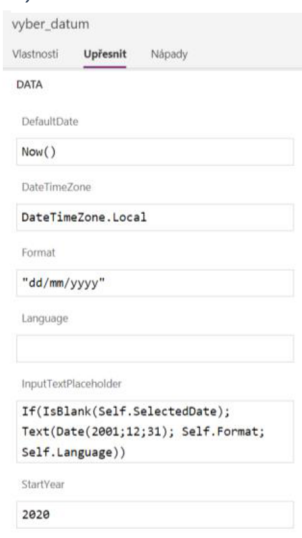 vyber_datum
Vlastnosti Upřesnit Nápady
DATA
DefaultDate
Now()
DateTimeZone
DateTimeZone.Local
Format
"dd/mm/yyyy"
Language
InputTextPlaceholder
If(IsBlank(Self.SelectedDate);
Text(Date(2001;12;31); Self.Format;
Self.Language))
StartYear
2020